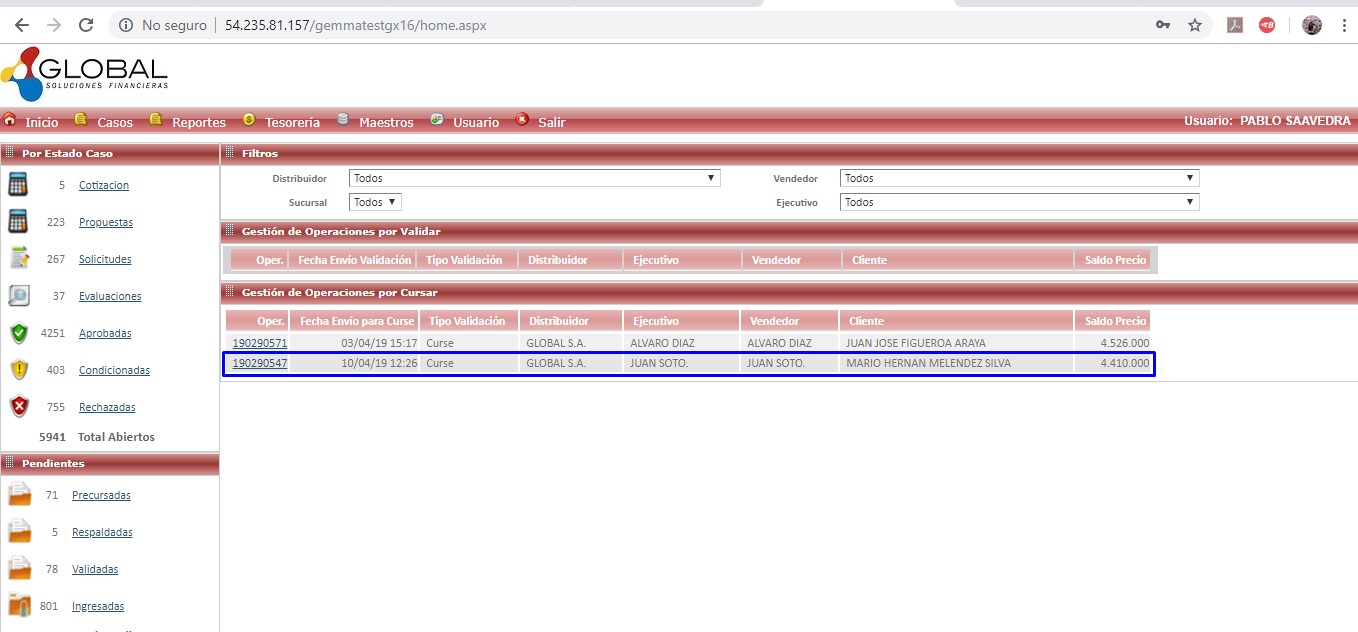 No seguro | 54.235.81.157/gemmatestgx16/home.aspx
GLOBAL
SOLUCIONES FINANCIERAS
Inicio Casos Reportes Tesorería Maestros Usuario Salir Usuario: PABLO SAAVEDRA
Por Estado Caso
5 Cotizacion
223 Propuestas
267 Solicitudes
37 Evaluaciones
4251 Aprobadas
403 Condicionadas
755 Rechazadas
5941 Total Abiertos
Pendientes
71 Precursadas
5 Respaldadas
78 Validadas
801 Ingresadas
Filtros
Distribuidor Todos Vendedor Todos
Sucursal Todos Ejecutivo Todos
Gestión de Operaciones por Validar
Oper. Fecha Envío Validación Tipo Validación Distribuidor Ejecutivo Vendedor Cliente Saldo Precio
Gestión de Operaciones por Cursar
Oper. Fecha Envío para Curse Tipo Validación Distribuidor Ejecutivo Vendedor Cliente Saldo Precio
190290571 03/04/19 15:17 Curse GLOBAL S.A. ALVARO DIAZ ALVARO DIAZ JUAN JOSE FIGUEROA ARAYA 4.526.000
190290547 10/04/19 12:26 Curse GLOBAL S.A. JUAN SOTO. JUAN SOTO. MARIO HERNAN MELENDEZ SILVA 4.410.000